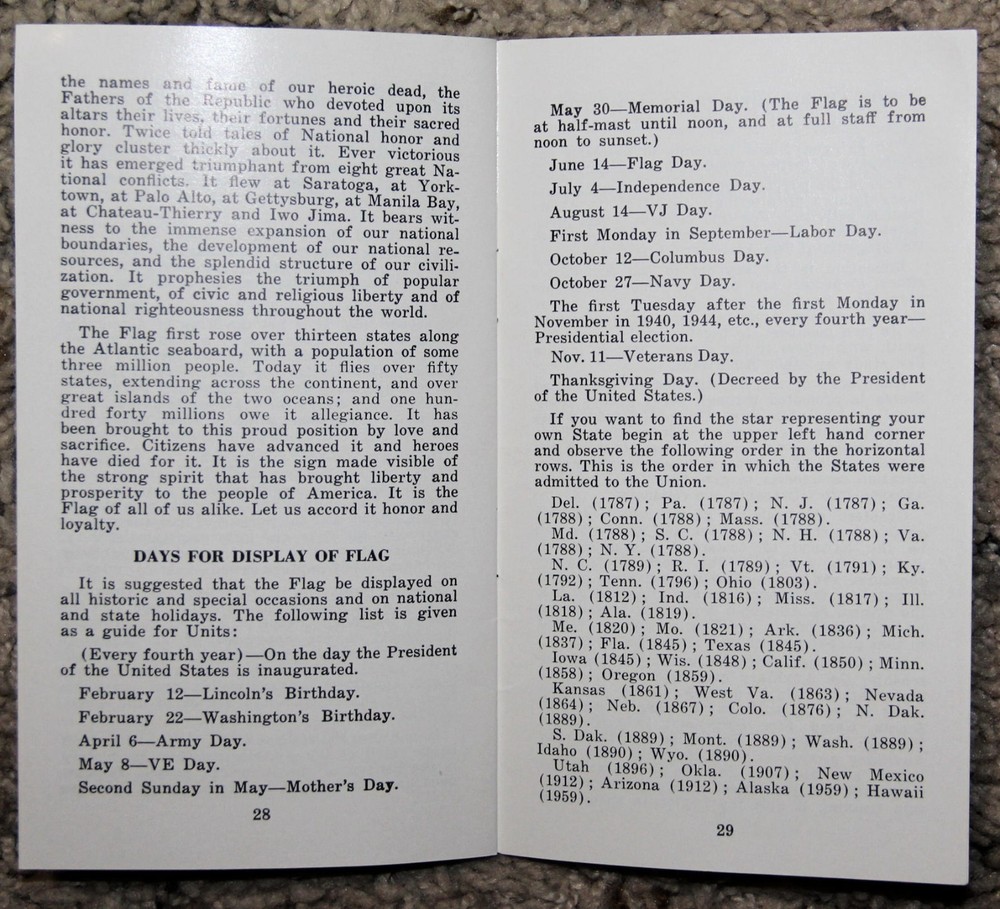 the names and fame of our heroic dead, the
Fathers of the Republic who devoted upon its
altars their lives, their fortunes and their sacred
honor. Twice told tales of National honor and
glory cluster thickly about it. Ever victorious
it has emerged triumphant from eight great Na-
tional conflicts. It flew at Saratoga, at York-
town, at Palo Alto, at Gettysburg, at Manila Bay,
at Chateau-Thierry and Iwo Jima. It bears wit-
ness to the immense expansion of our national
boundaries, the development of our national re-
sources, and the splendid structure of our civili-
zation. It prophesies the triumph of popular
government, of civic and religious liberty and of
national righteousness throughout the world.
The Flag first rose over thirteen states along
the Atlantic seaboard, with a population of some
three million people. Today it flies over fifty
states, extending across the continent, and over
great islands of the two oceans; and one hun-
dred forty millions owe it allegiance. It has
been brought to this proud position by love and
sacrifice. Citizens have advanced it and heroes
have died for it. It is the sign made visible of
the strong spirit that has brought liberty and
prosperity to the people of America. It is the
Flag of all of us alike. Let us accord it honor and
loyalty.
DAYS FOR DISPLAY OF FLAG
It is suggested that the Flag be displayed on
all historic and special occasions and on national
and state holidays. The following list is given
as a guide for Units:
(Every fourth year)—On the day the President
of the United States is inaugurated.
February 12—Lincoln's Birthday.
February 22—Washington's Birthday.
April 6—Army Day.
May 8—VE Day.
Second Sunday in May—Mother's Day.
28
May 30—Memorial Day. (The Flag is to be
at half-mast until noon, and at full staff from
noon to sunset.)
June 14—Flag Day.
July 4—Independence Day.
August 14—VJ Day.
First Monday in September—Labor Day.
October 12—Columbus Day.
October 27—Navy Day.
The first Tuesday after the first Monday in
November in 1940, 1944, etc., every fourth year—
Presidential election.
Nov. 11—Veterans Day.
Thanksgiving Day. (Decreed by the President
of the United States.)
If you want to find the star representing your
own State begin at the upper left hand corner
and observe the following order in the horizontal
rows. This is the order in which the States were
admitted to the Union.
Del. (1787); Pa. (1787); N. J. (1787); Ga.
(1788); Conn. (1788); Mass. (1788).
Md. (1788); S. C. (1788); N. H. (1788); Va.
(1788); N. Y. (1788).
N. C. (1789); R. I. (1789); Vt. (1791); Ky.
(1792); Tenn. (1796); Ohio (1803).
La. (1812); Ind. (1816); Miss. (1817); Ill.
(1818); Ala. (1819).
Me. (1820); Mo. (1821); Ark. (1836); Mich.
(1837); Fla. (1845); Texas (1845).
Iowa (1845); Wis. (1848); Calif. (1850); Minn.
(1858); Oregon (1859).
Kansas (1861); West Va. (1863); Nevada
(1864); Neb. (1867); Colo. (1876); N. Dak.
(1889).
S. Dak. (1889); Mont. (1889); Wash. (1889);
Idaho (1890); Wyo. (1890).
Utah (1896); Okla. (1907); New Mexico
(1912); Arizona (1912); Alaska (1959); Hawaii
(1959).
29